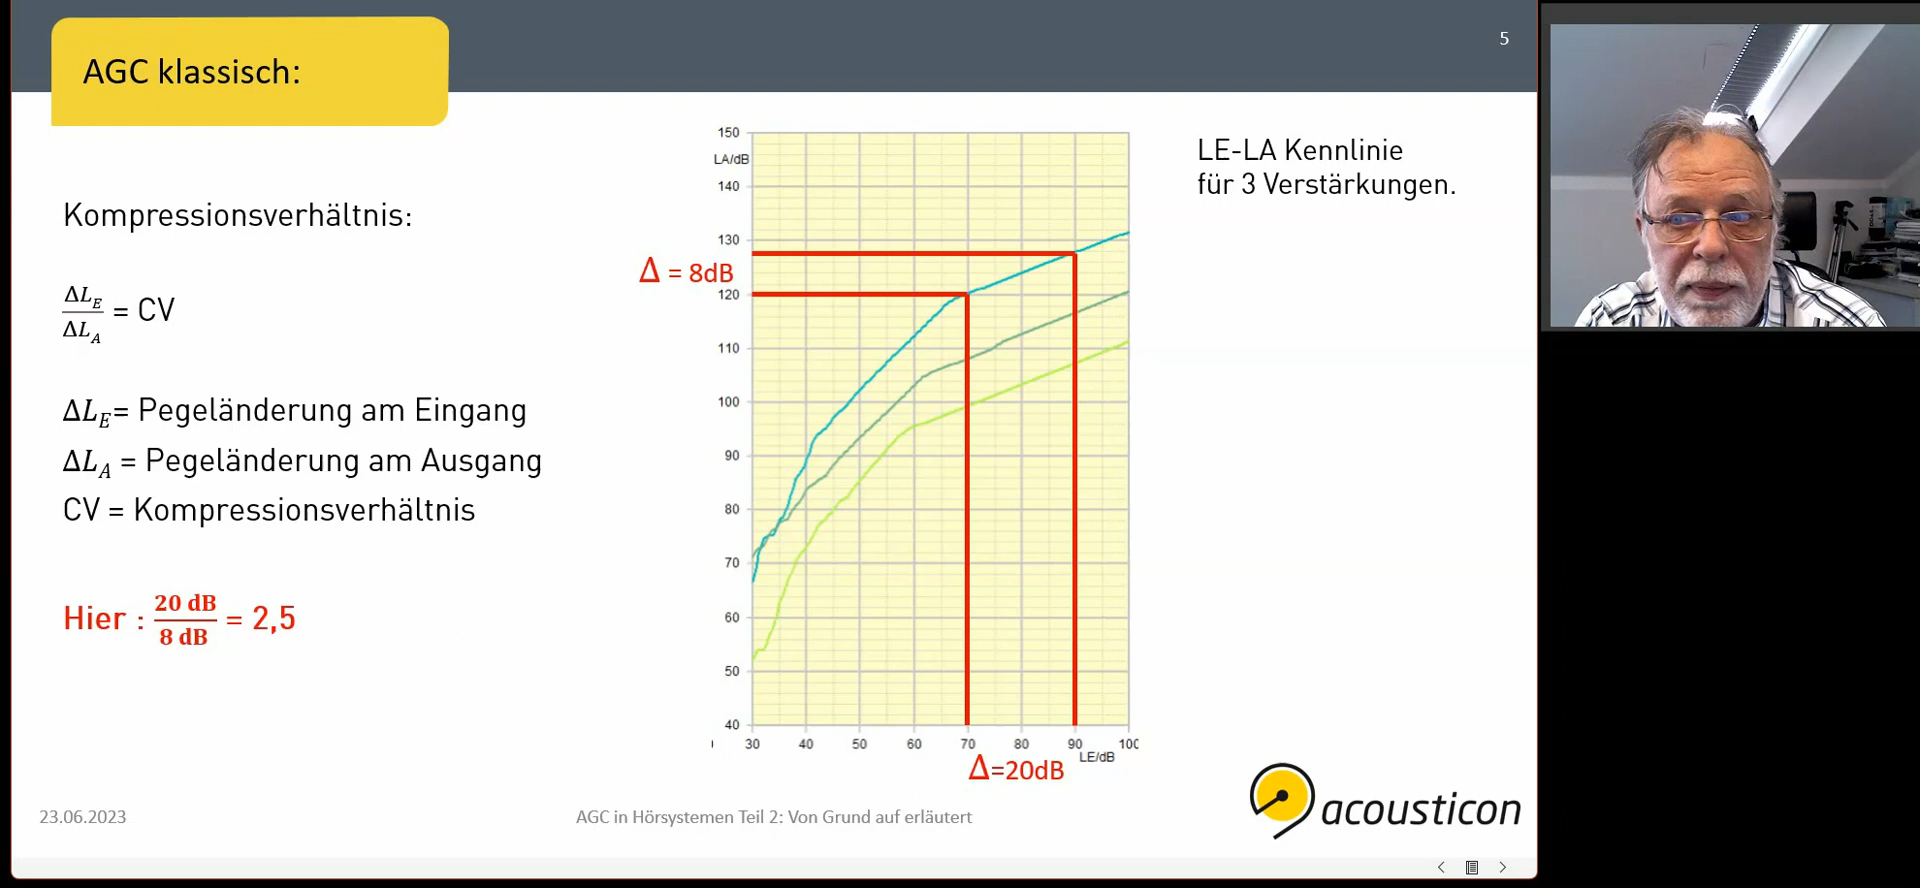 5
AGC klassisch:
Kompressionsverhältnis:
ΔL_E / ΔL_A = CV
ΔL_E= Pegeländerung am Eingang
ΔL_A = Pegeländerung am Ausgang
CV = Kompressionsverhältnis
Hier : 20 dB / 8 dB = 2,5
LA/dB
150
140
130
120
110
100
90
80
70
60
50
40
30 40 50 60 70 80 90 100
LE/dB
Δ = 8dB
Δ=20dB
LE-LA Kennlinie
für 3 Verstärkungen.
23.06.2023
AGC in Hörsystemen Teil 2: Von Grund auf erläutert
acousticon